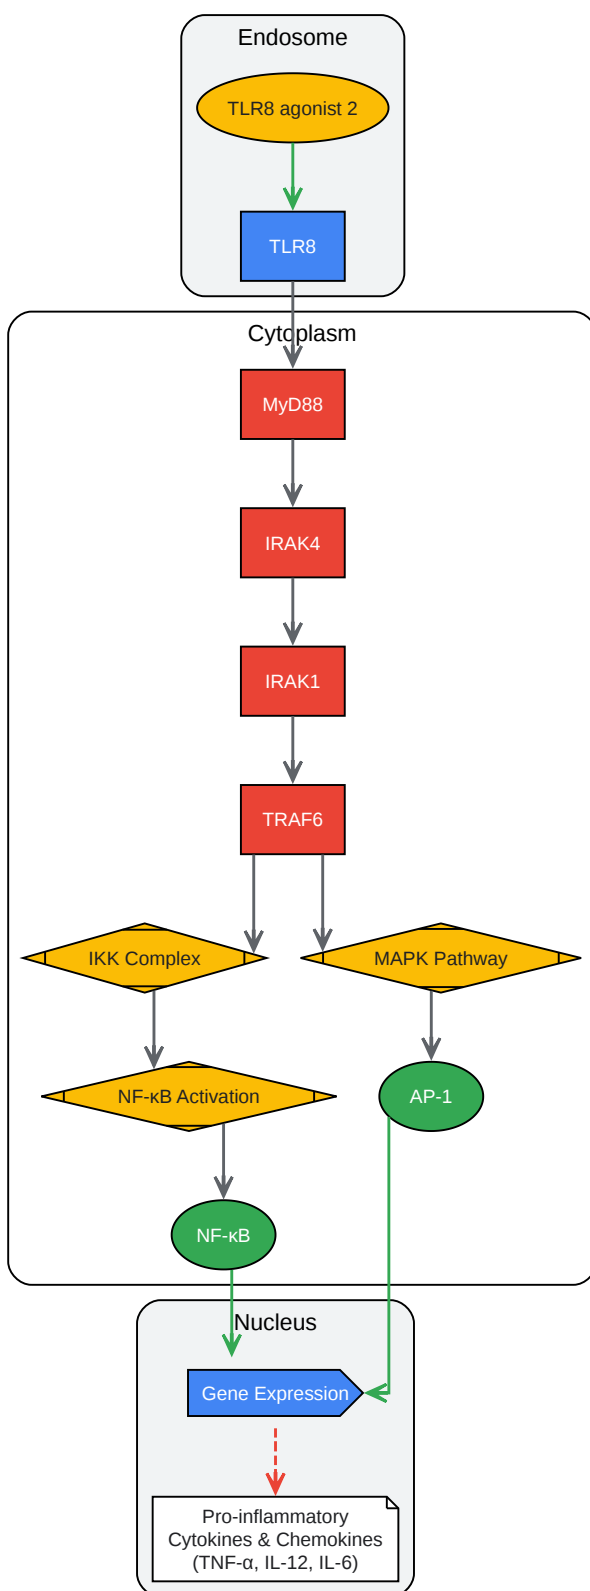 Endosome
TLR8 agonist 2
TLR8
Cytoplasm
MyD88
IRAK4
IRAK1
TRAF6
IKK Complex
MAPK Pathway
NF-κB Activation
AP-1
NF-κB
Nucleus
Gene Expression
Pro-inflammatory
Cytokines & Chemokines
(TNF-α, IL-12, IL-6)